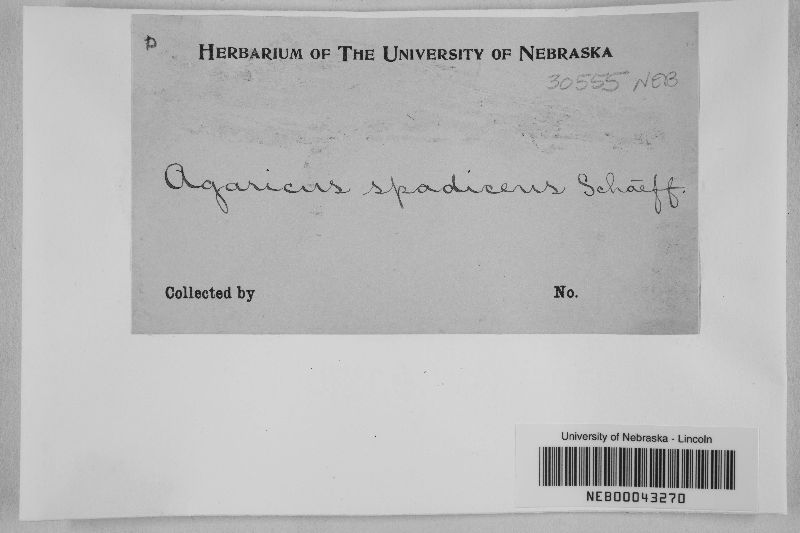 P
HERBARIUM OF THE UNIVERSITY OF NEBRASKA
30555 NEB
Agaricus spadiceus Schaeff.
Collected by
No.
University of Nebraska - Lincoln
NEB00043270